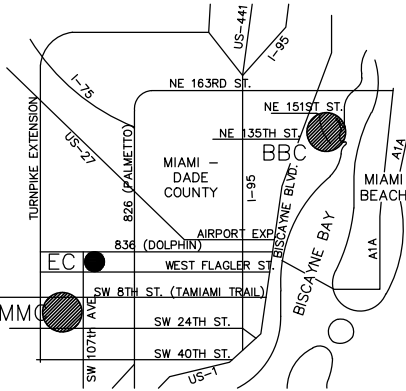 US-441
I-95
I-75
NE 163RD ST.
NE 151ST ST.
NE 135TH ST.
BBC
US-27
TURNPIKE EXTENSION
826 (PALMETTO)
MIAMI –
DADE
COUNTY
I-95
BISCAYNE BLVD.
MIAMI
BEACH
A1A
A1A
BISCAYNE BAY
AIRPORT EXP.
836 (DOLPHIN)
EC
WEST FLAGLER ST.
SW 8TH ST. (TAMIAMI TRAIL)
MMC
SW 107th AVE
SW 24TH ST.
SW 40TH ST.
US-1